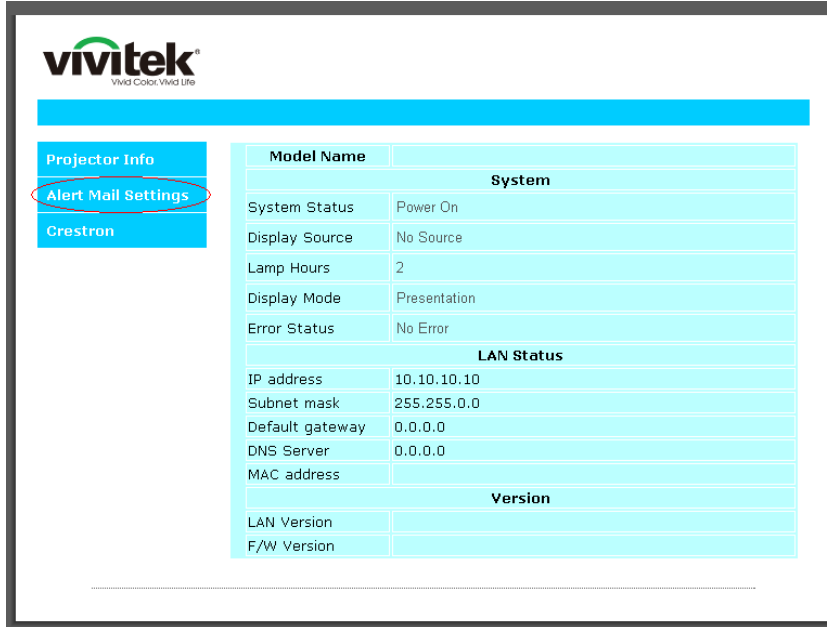 vivitek®
Vivid Color, Vivid Life
Projector Info
Alert Mail Settings
Crestron
Model Name
System
System Status Power On
Display Source No Source
Lamp Hours 2
Display Mode Presentation
Error Status No Error
LAN Status
IP address 10.10.10.10
Subnet mask 255.255.0.0
Default gateway 0.0.0.0
DNS Server 0.0.0.0
MAC address
Version
LAN Version
F/W Version